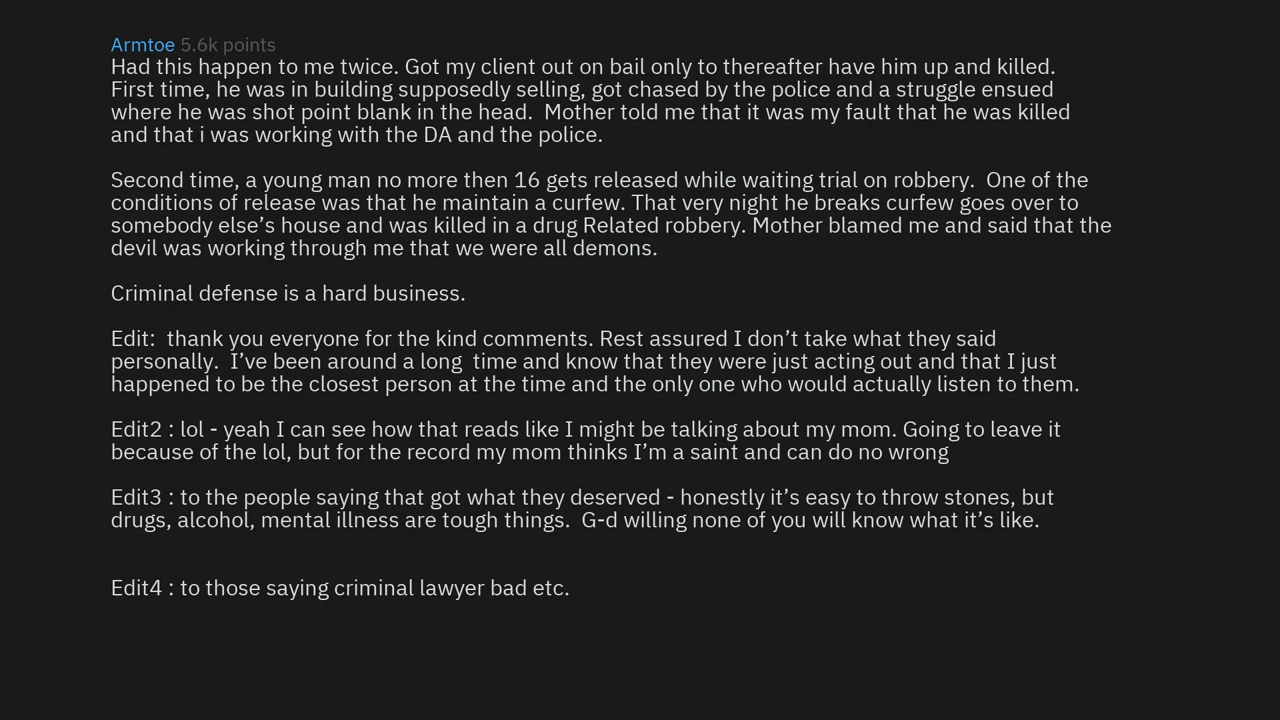 Armtoe 5.6k points
Had this happen to me twice. Got my client out on bail only to thereafter have him up and killed.
First time, he was in building supposedly selling, got chased by the police and a struggle ensued
where he was shot point blank in the head.  Mother told me that it was my fault that he was killed
and that i was working with the DA and the police.
Second time, a young man no more then 16 gets released while waiting trial on robbery.  One of the
conditions of release was that he maintain a curfew. That very night he breaks curfew goes over to
somebody else’s house and was killed in a drug Related robbery. Mother blamed me and said that the
devil was working through me that we were all demons.
Criminal defense is a hard business.
Edit:  thank you everyone for the kind comments. Rest assured I don’t take what they said
personally.  I’ve been around a long  time and know that they were just acting out and that I just
happened to be the closest person at the time and the only one who would actually listen to them.
Edit2 : lol - yeah I can see how that reads like I might be talking about my mom. Going to leave it
because of the lol, but for the record my mom thinks I’m a saint and can do no wrong
Edit3 : to the people saying that got what they deserved - honestly it’s easy to throw stones, but
drugs, alcohol, mental illness are tough things.  G-d willing none of you will know what it’s like.
Edit4 : to those saying criminal lawyer bad etc.